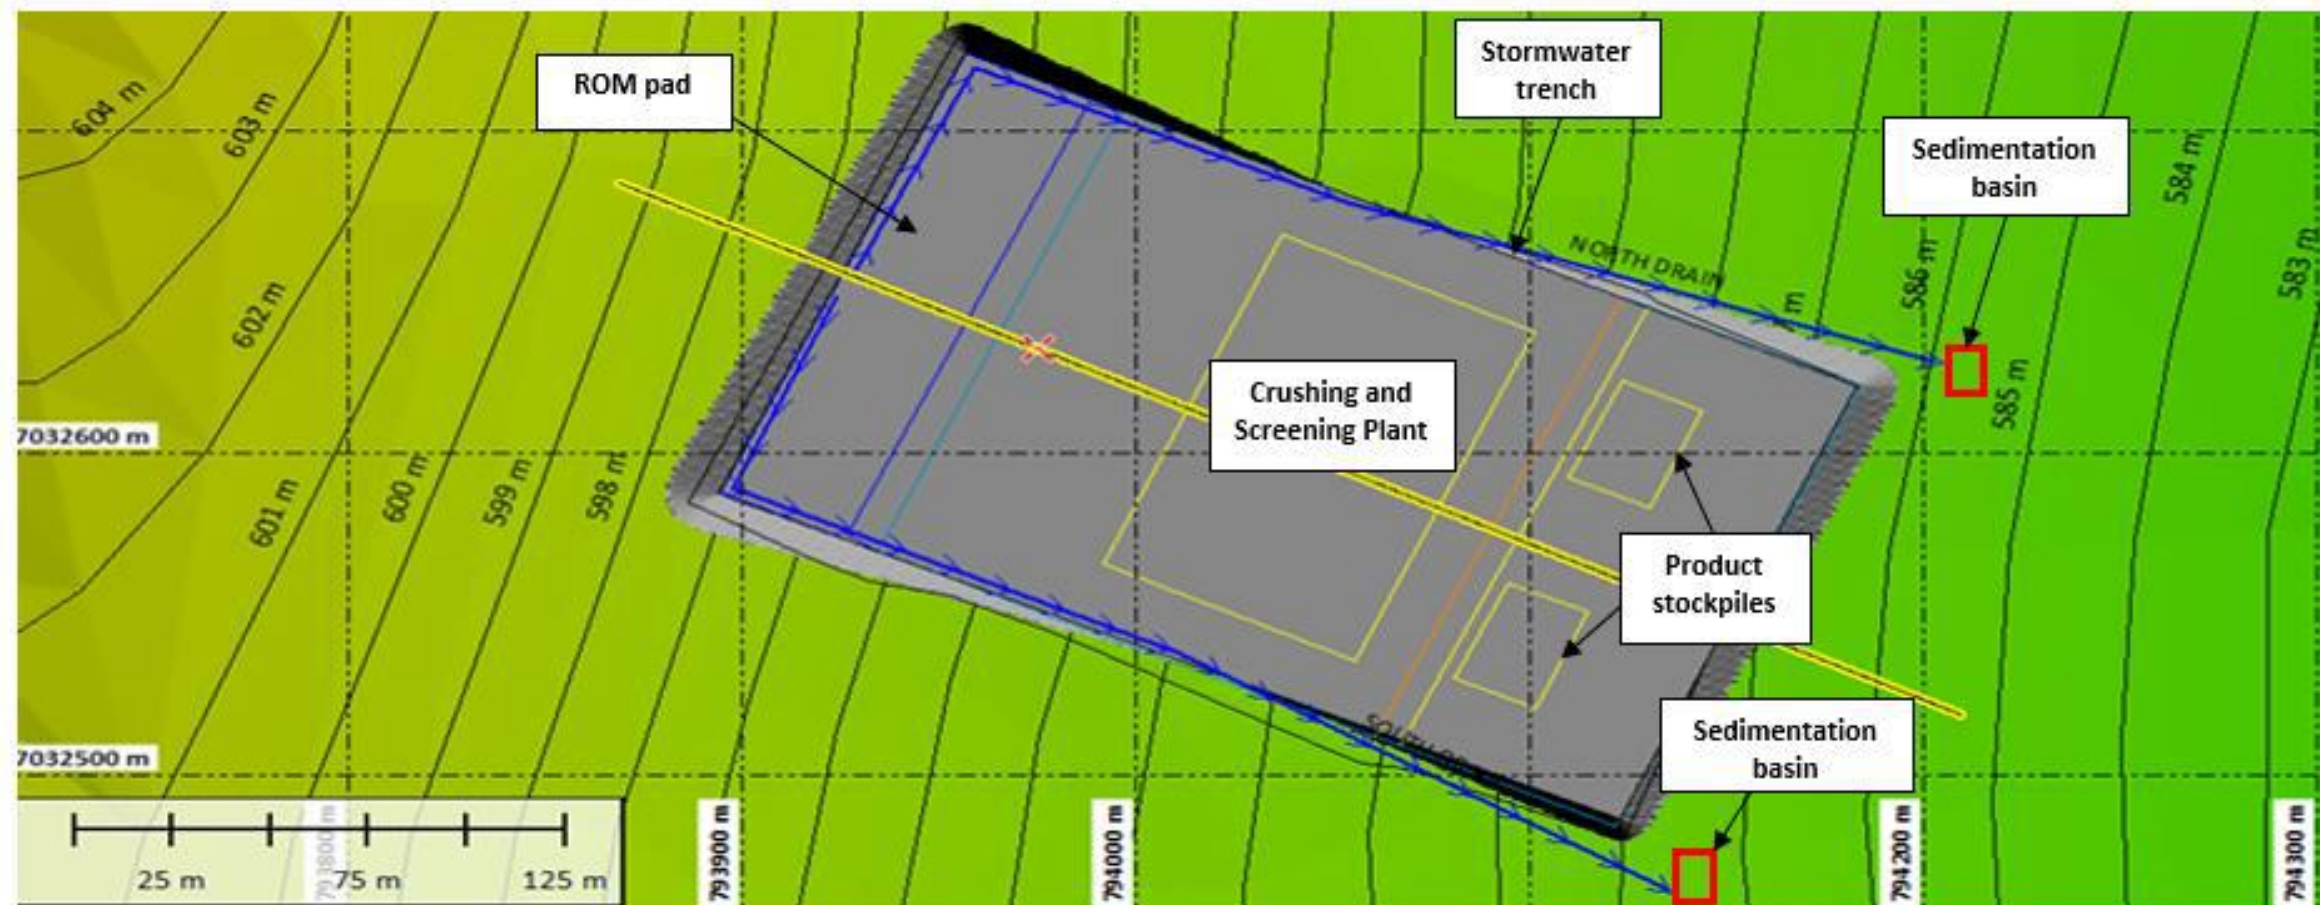 ROM pad
Stormwater
trench
Sedimentation
basin
604 m
603 m
602 m
601 m
600 m
599 m
598 m
NORTH DRAIN
586 m
585 m
584 m
583 m
Crushing and
Screening Plant
Product
stockpiles
Sedimentation
basin
7032600 m
7032500 m
793800 m
793900 m
794000 m
794200 m
794300 m
25 m
75 m
125 m